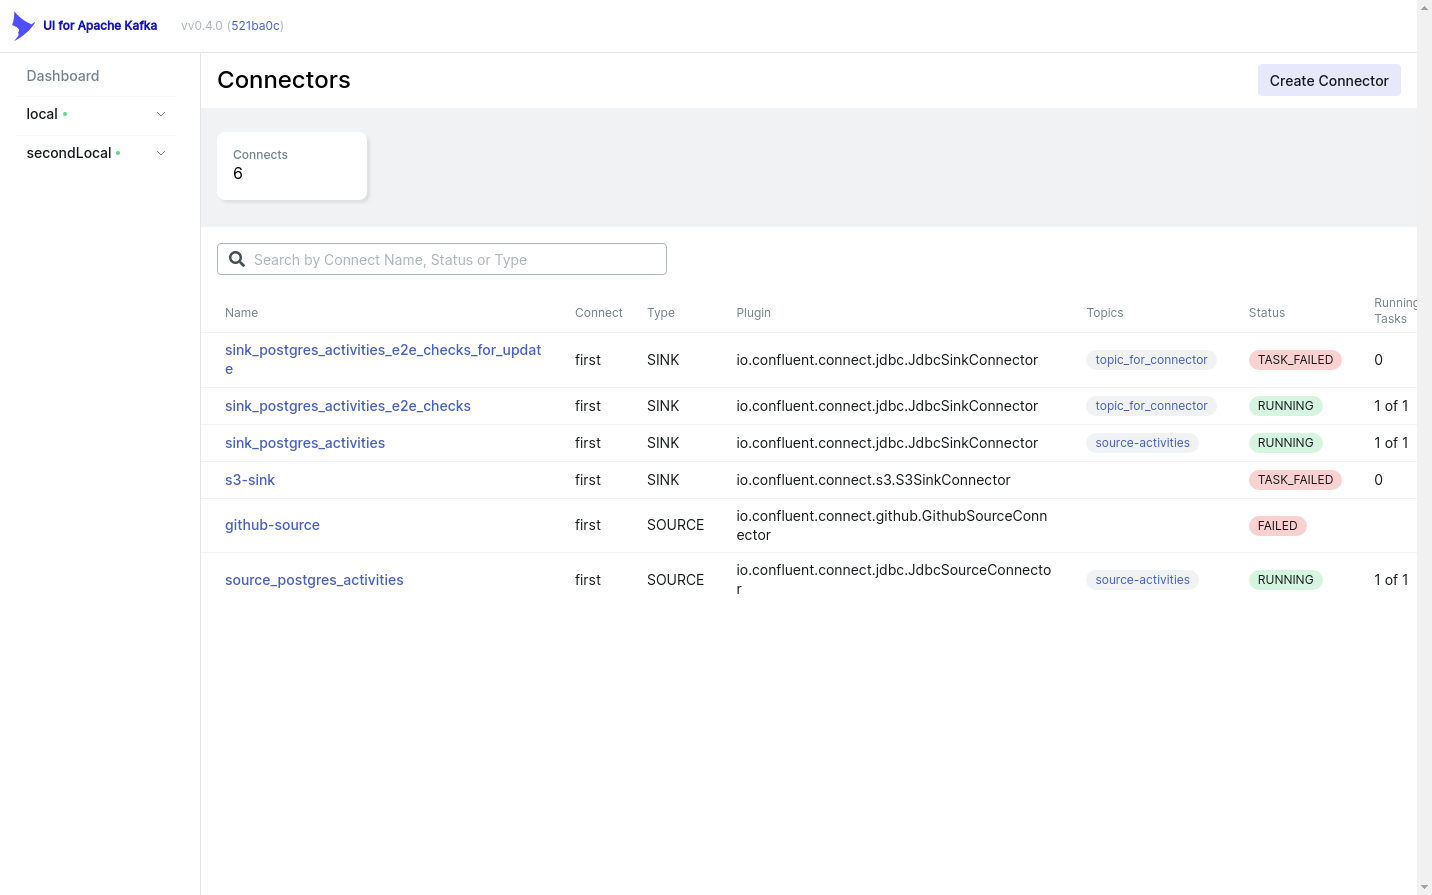 UI for Apache Kafka vv0.4.0 (521ba0c)
Dashboard
local
secondLocal
Connectors
Create Connector
Connects
6
Search by Connect Name, Status or Type
Name Connect Type Plugin Topics Status Running
Tasks
sink_postgres_activities_e2e_checks_for_updat
e
first SINK io.confluent.connect.jdbc.JdbcSinkConnector topic_for_connector TASK_FAILED 0
sink_postgres_activities_e2e_checks first SINK io.confluent.connect.jdbc.JdbcSinkConnector topic_for_connector RUNNING 1 of 1
sink_postgres_activities first SINK io.confluent.connect.jdbc.JdbcSinkConnector source-activities RUNNING 1 of 1
s3-sink first SINK io.confluent.connect.s3.S3SinkConnector TASK_FAILED 0
github-source first SOURCE io.confluent.connect.github.GithubSourceConn
ector
FAILED
source_postgres_activities first SOURCE io.confluent.connect.jdbc.JdbcSourceConnecto
r
source-activities RUNNING 1 of 1